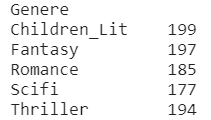 Genere
Children_Lit 199
Fantasy 197
Romance 185
Scifi 177
Thriller 194